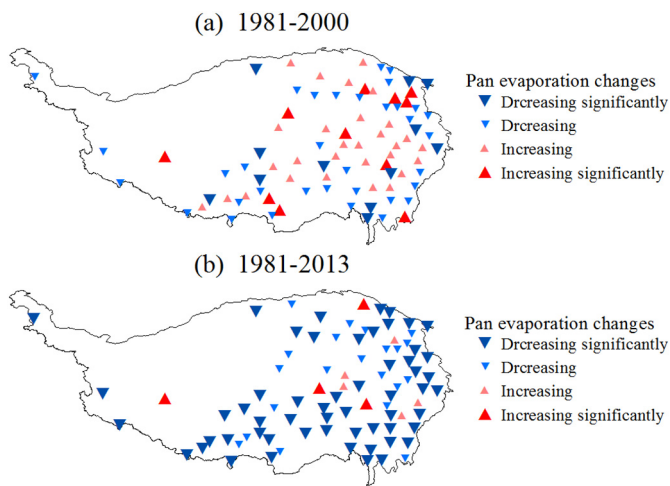 (a) 1981-2000
Pan evaporation changes
Drcreasing significantly
Drcreasing
Increasing
Increasing significantly
(b) 1981-2013
Pan evaporation changes
Drcreasing significantly
Drcreasing
Increasing
Increasing significantly